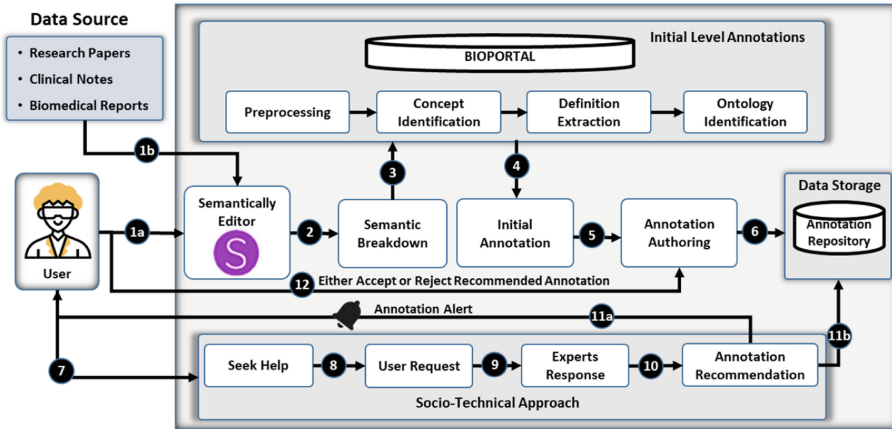 Data Source
• Research Papers
• Clinical Notes
• Biomedical Reports
Initial Level Annotations
BIOPORTAL
Preprocessing
Concept
Identification
Definition
Extraction
Ontology
Identification
1b
3
4
User
1a
Semantically
Editor
S
2
Semantic
Breakdown
Initial
Annotation
5
Annotation
Authoring
6
Data Storage
Annotation
Repository
12 Either Accept or Reject Recommended Annotation
Annotation Alert
11a
11b
7
Seek Help
8
User Request
9
Experts
Response
10
Annotation
Recommendation
Socio-Technical Approach